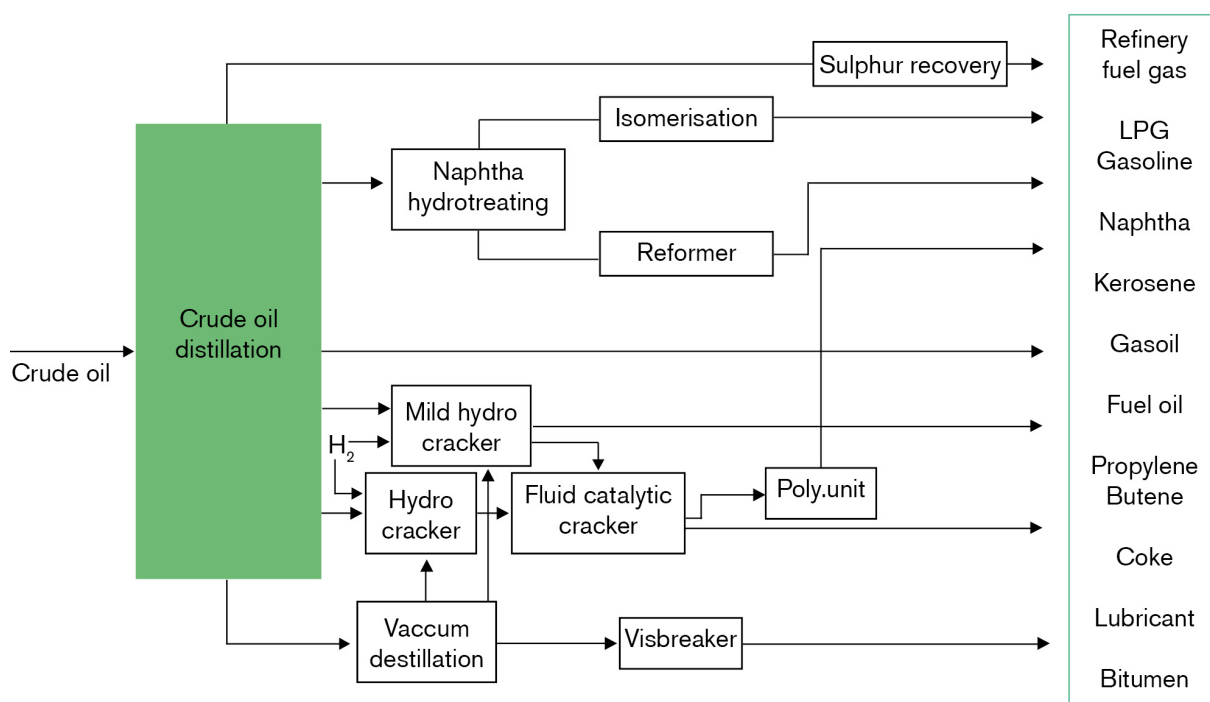 Sulphur recovery
Isomerisation
Naphtha
hydrotreating
Reformer
Crude oil
distillation
Crude oil
Mild hydro
cracker
H2
Hydro
cracker
Fluid catalytic
cracker
Poly.unit
Vaccum
destillation
Visbreaker
Refinery
fuel gas
LPG
Gasoline
Naphtha
Kerosene
Gasoil
Fuel oil
Propylene
Butene
Coke
Lubricant
Bitumen